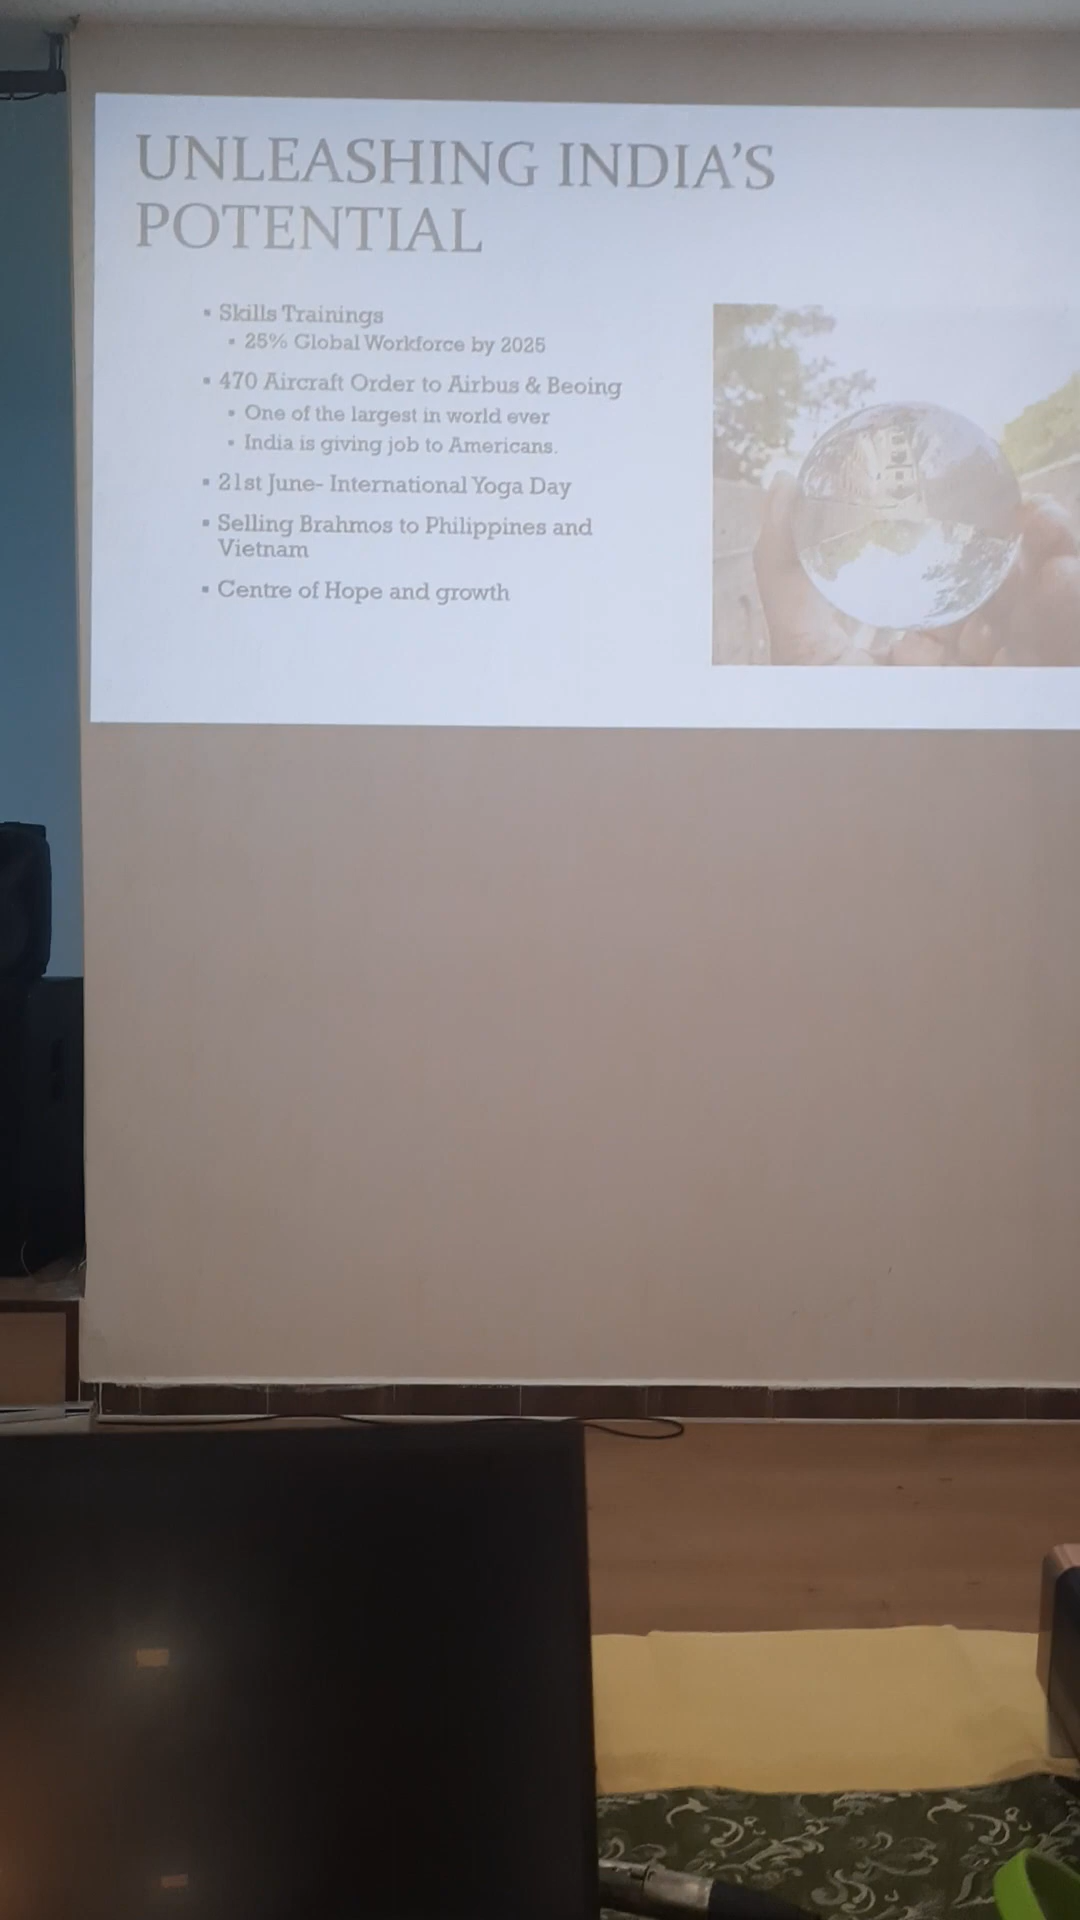 UNLEASHING INDIA'S
POTENTIAL
▪ Skills Trainings
▪ 25% Global Workforce by 2025
▪ 470 Aircraft Order to Airbus & Beoing
▪ One of the largest in world ever
▪ India is giving job to Americans.
▪ 21st June- International Yoga Day
▪ Selling Brahmos to Philippines and
Vietnam
▪ Centre of Hope and growth